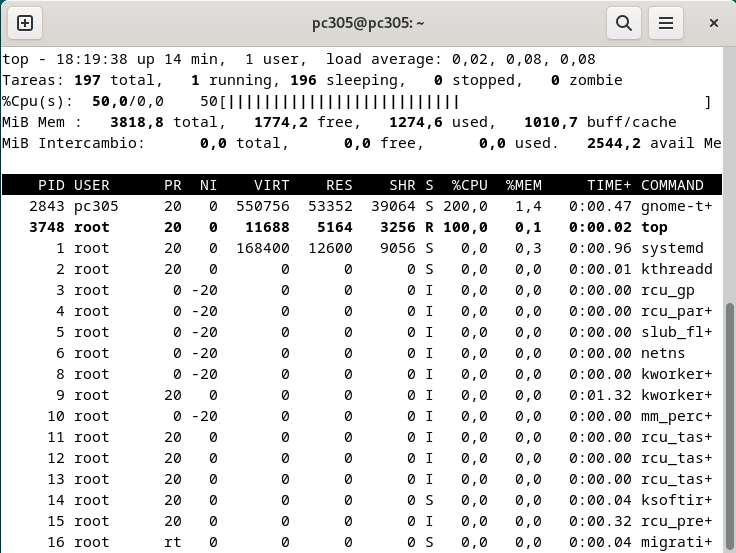 pc305@pc305: ~
top - 18:19:38 up 14 min,  1 user,  load average: 0,02, 0,08, 0,08
Tareas: 197 total,   1 running, 196 sleeping,   0 stopped,   0 zombie
%Cpu(s):  50,0/0,0    50[||||||||||||||||||||||||||                           ]
MiB Mem :   3818,8 total,   1774,2 free,   1274,6 used,   1010,7 buff/cache
MiB Intercambio:      0,0 total,      0,0 free,      0,0 used.   2544,2 avail Me
PID USER      PR  NI    VIRT    RES    SHR S  %CPU  %MEM     TIME+ COMMAND
2843 pc305     20   0  550756  53352  39064 S 200,0   1,4   0:00.47 gnome-t+
3748 root      20   0   11688   5164   3256 R 100,0   0,1   0:00.02 top
1 root      20   0  168400  12600   9056 S   0,0   0,3   0:00.96 systemd
2 root      20   0       0      0      0 S   0,0   0,0   0:00.01 kthreadd
3 root       0 -20       0      0      0 I   0,0   0,0   0:00.00 rcu_gp
4 root       0 -20       0      0      0 I   0,0   0,0   0:00.00 rcu_par+
5 root       0 -20       0      0      0 I   0,0   0,0   0:00.00 slub_fl+
6 root       0 -20       0      0      0 I   0,0   0,0   0:00.00 netns
8 root       0 -20       0      0      0 I   0,0   0,0   0:00.00 kworker+
9 root      20   0       0      0      0 I   0,0   0,0   0:01.32 kworker+
10 root       0 -20       0      0      0 I   0,0   0,0   0:00.00 mm_perc+
11 root      20   0       0      0      0 I   0,0   0,0   0:00.00 rcu_tas+
12 root      20   0       0      0      0 I   0,0   0,0   0:00.00 rcu_tas+
13 root      20   0       0      0      0 I   0,0   0,0   0:00.00 rcu_tas+
14 root      20   0       0      0      0 S   0,0   0,0   0:00.04 ksoftir+
15 root      20   0       0      0      0 I   0,0   0,0   0:00.32 rcu_pre+
16 root      rt   0       0      0      0 S   0,0   0,0   0:00.04 migrati+